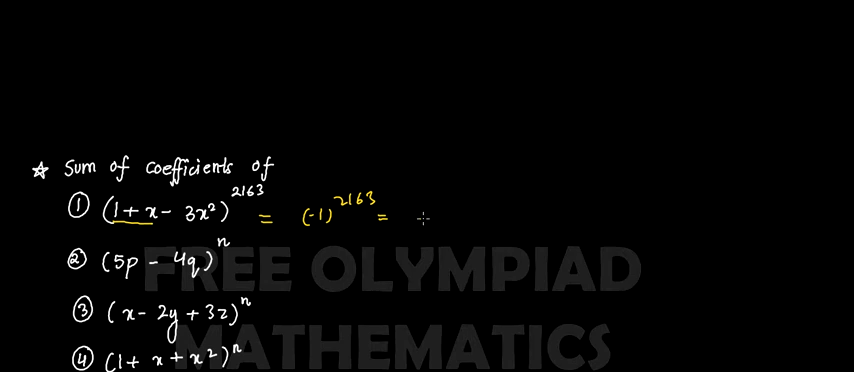 ☆ Sum of coefficients of
① (1 + x - 3x²)²¹⁶³ = (-1)²¹⁶³ =
② (5p - 4q)ⁿ
③ (x - 2y + 3z)ⁿ
④ (1 + x + x²)ⁿ
FREE OLYMPIAD
MATHEMATICS